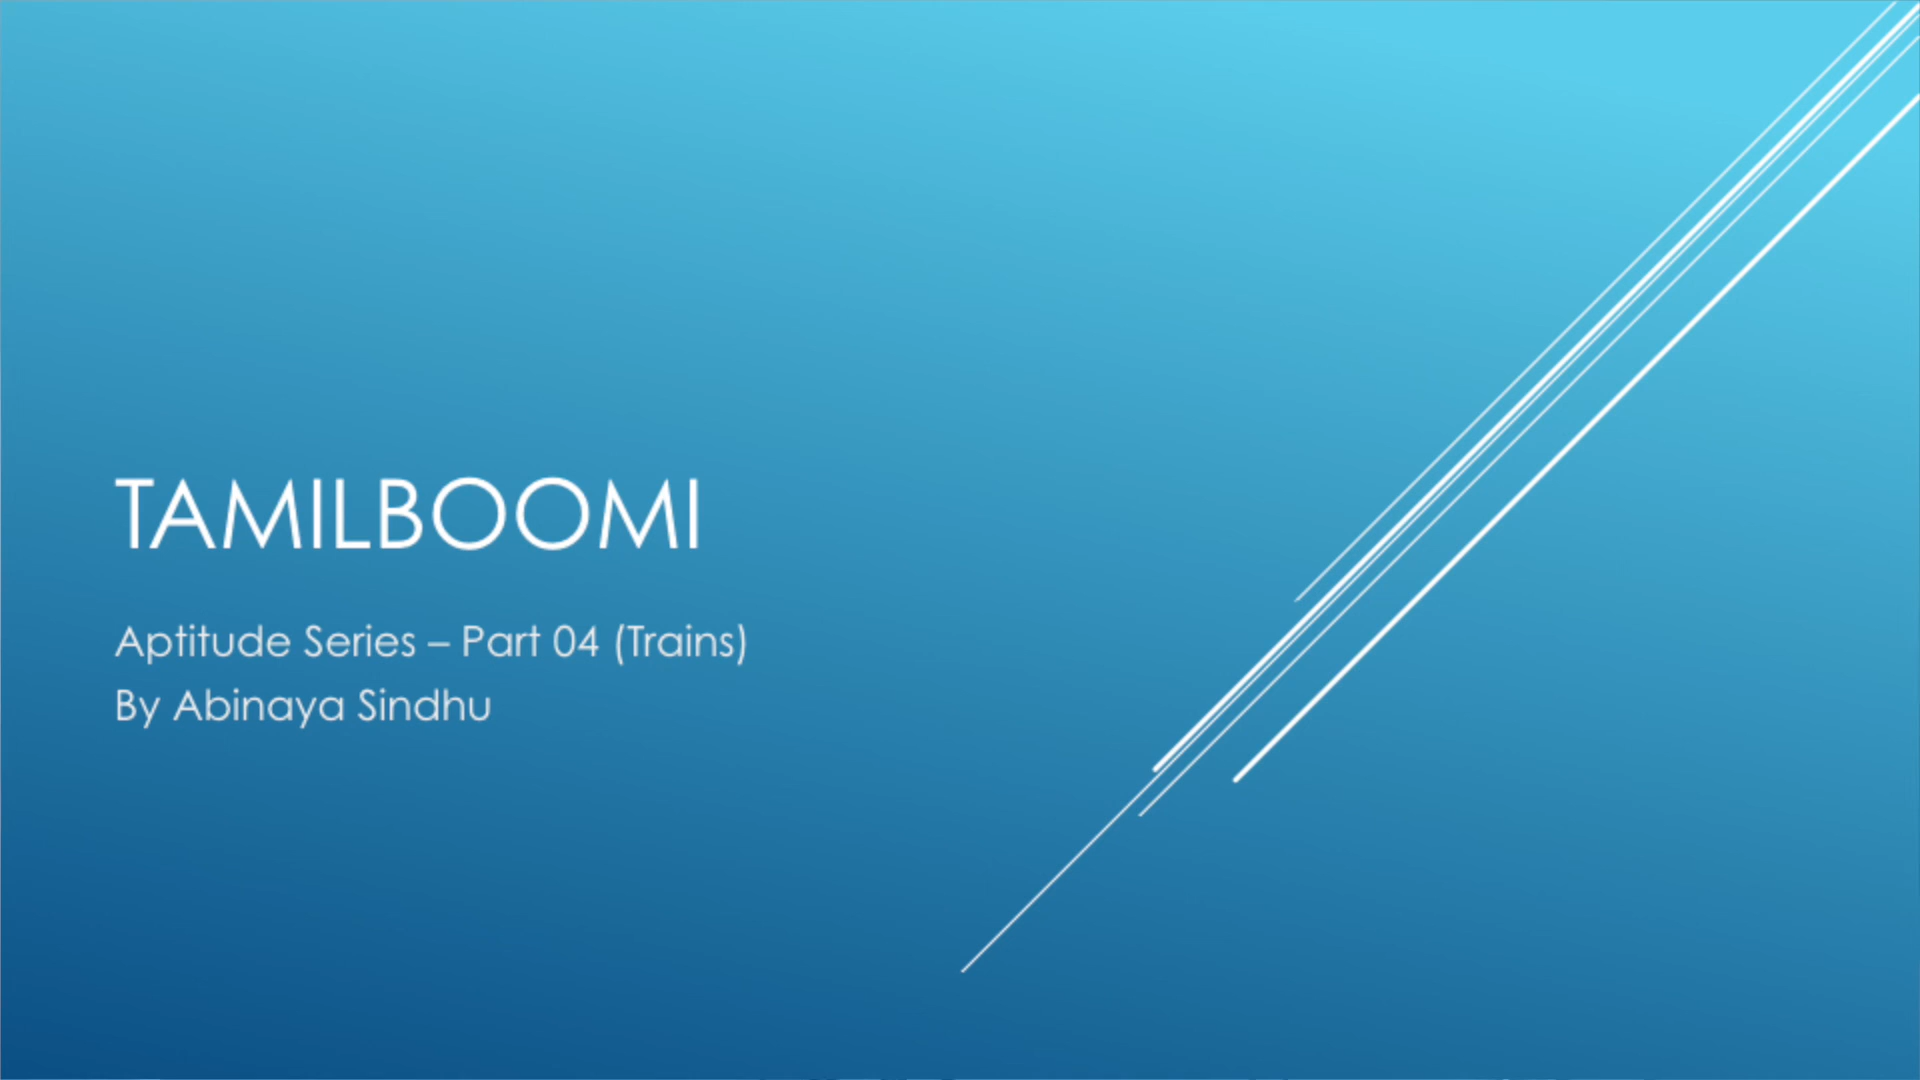 TAMILBOOMI
Aptitude Series – Part 04 (Trains)
By Abinaya Sindhu